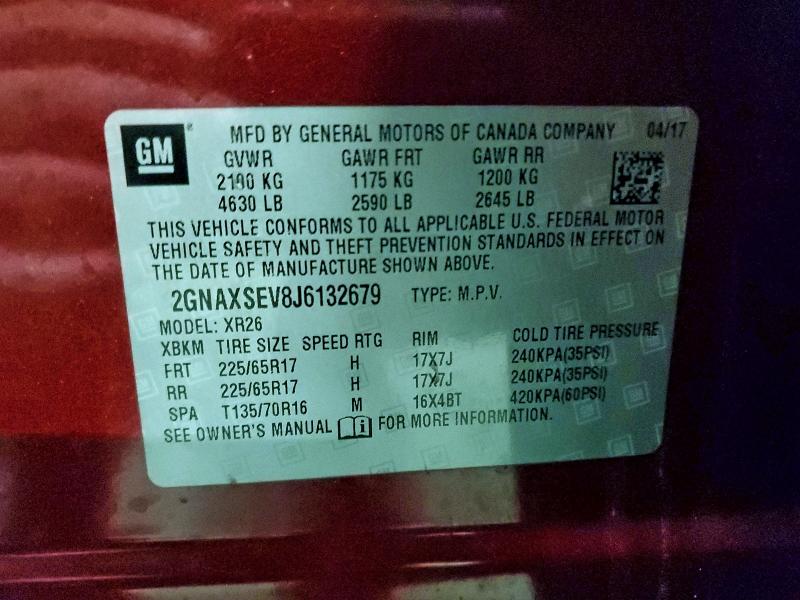 GM MFD BY GENERAL MOTORS OF CANADA COMPANY 04/17
GVWR GAWR FRT GAWR RR
2100 KG 1175 KG 1200 KG
4630 LB 2590 LB 2645 LB
THIS VEHICLE CONFORMS TO ALL APPLICABLE U.S. FEDERAL MOTOR
VEHICLE SAFETY AND THEFT PREVENTION STANDARDS IN EFFECT ON
THE DATE OF MANUFACTURE SHOWN ABOVE.
2GNAXSEV8J6132679 TYPE: M.P.V.
MODEL: XR26
XBKM TIRE SIZE SPEED RTG RIM COLD TIRE PRESSURE
FRT 225/65R17 H 17X7J 240KPA(35PSI)
RR 225/65R17 H 17X7J 240KPA(35PSI)
SPA T135/70R16 M 16X4BT 420KPA(60PSI)
SEE OWNER'S MANUAL i FOR MORE INFORMATION.